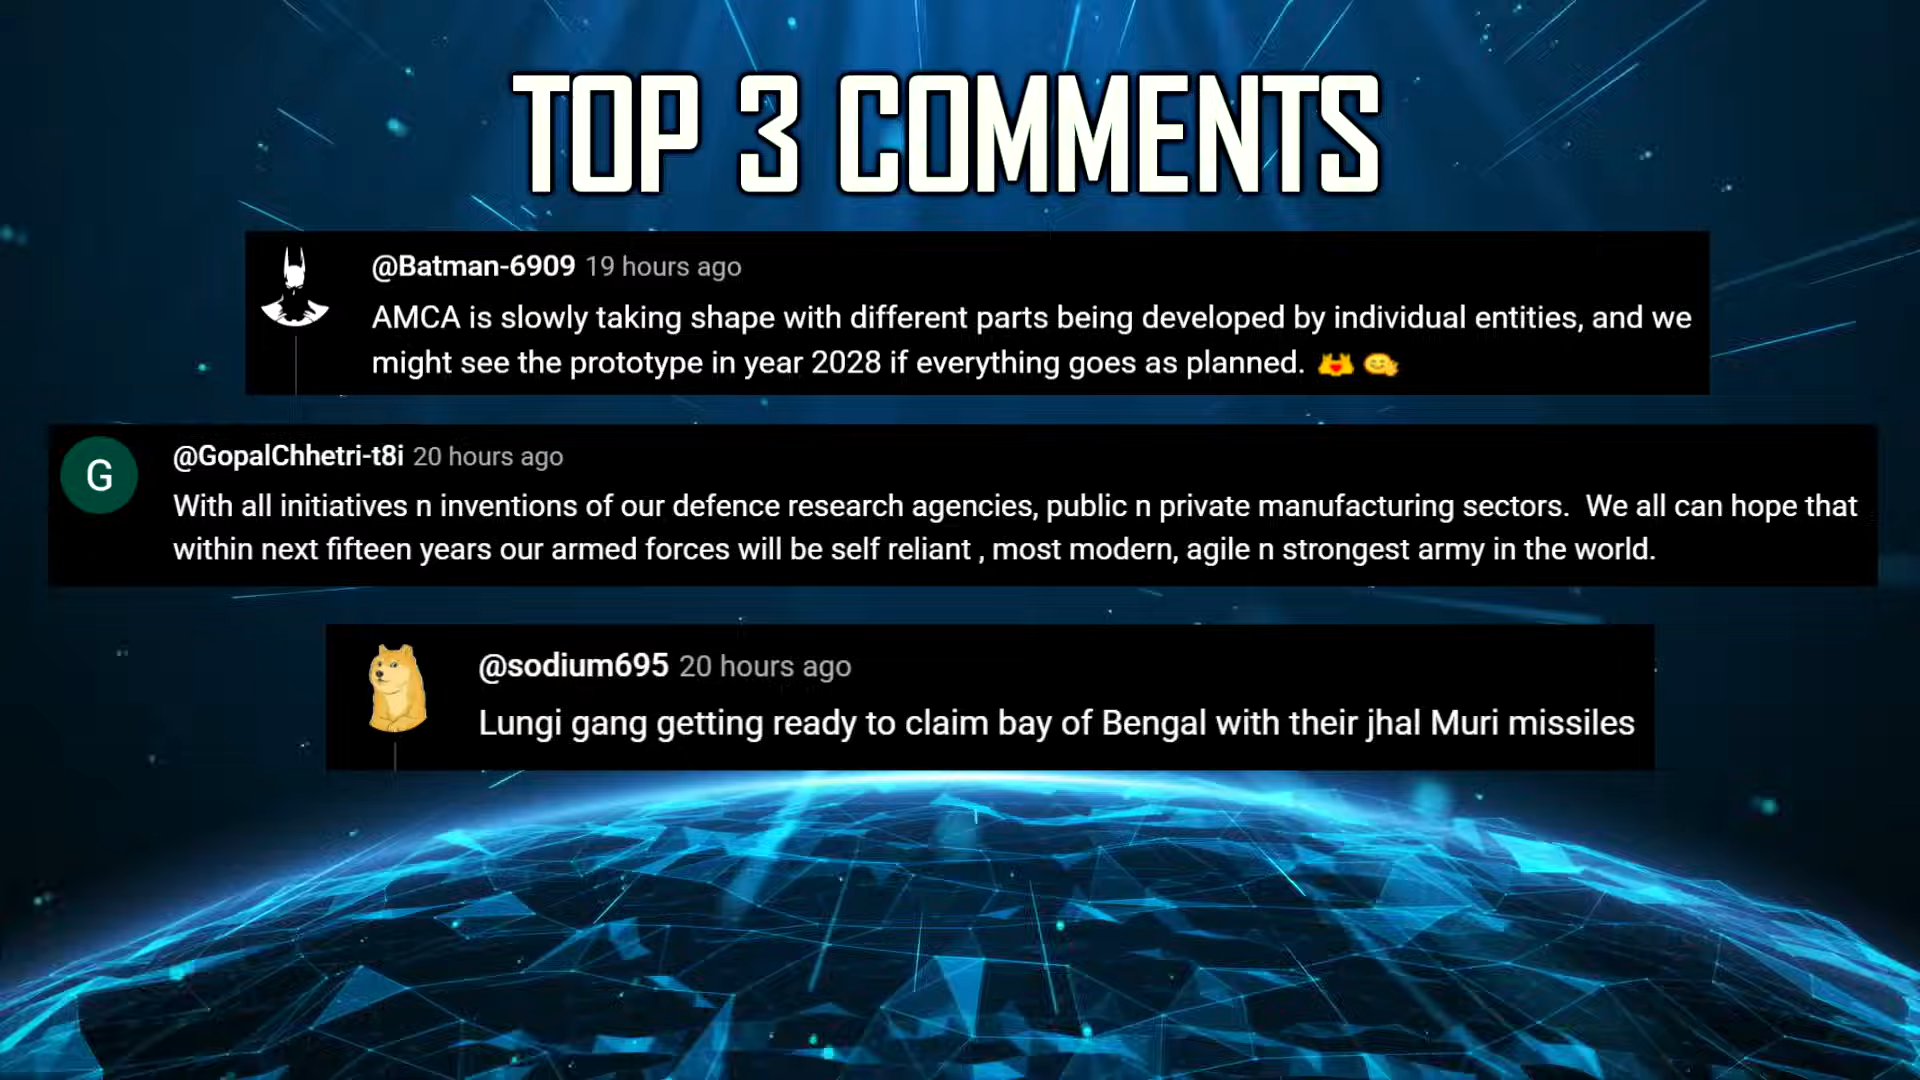 TOP 3 COMMENTS
@Batman-6909 19 hours ago
AMCA is slowly taking shape with different parts being developed by individual entities, and we
might see the prototype in year 2028 if everything goes as planned.
G
@GopalChhetri-t8i 20 hours ago
With all initiatives n inventions of our defence research agencies, public n private manufacturing sectors.  We all can hope that
within next fifteen years our armed forces will be self reliant , most modern, agile n strongest army in the world.
@sodium695 20 hours ago
Lungi gang getting ready to claim bay of Bengal with their jhal Muri missiles